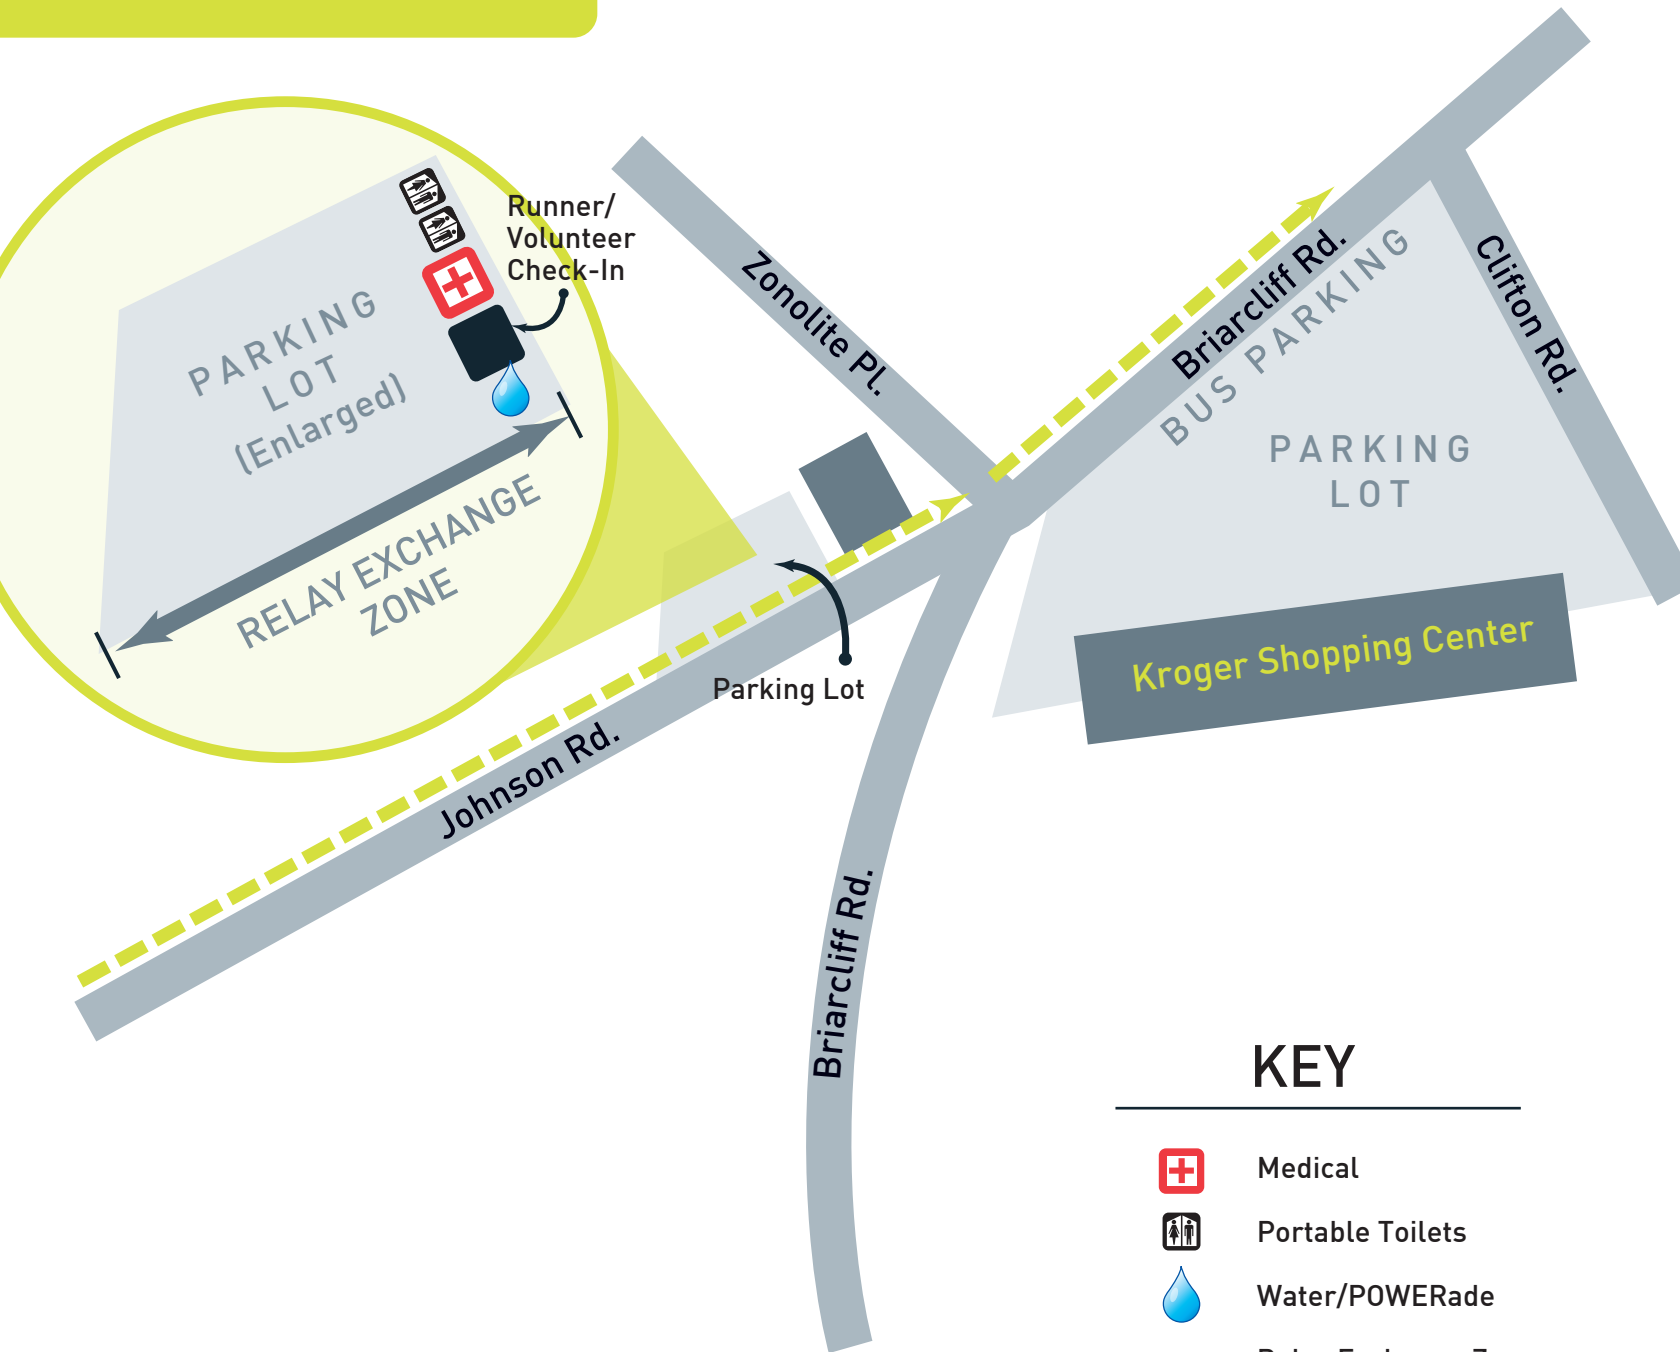 Runner/
Volunteer
Check-In
PARKING
LOT
(Enlarged)
RELAY EXCHANGE
ZONE
Zonolite Pl.
Briarcliff Rd.
BUS PARKING
Clifton Rd.
PARKING
LOT
Kroger Shopping Center
Parking Lot
Johnson Rd.
Briarcliff Rd.
KEY
Medical
Portable Toilets
Water/POWERade